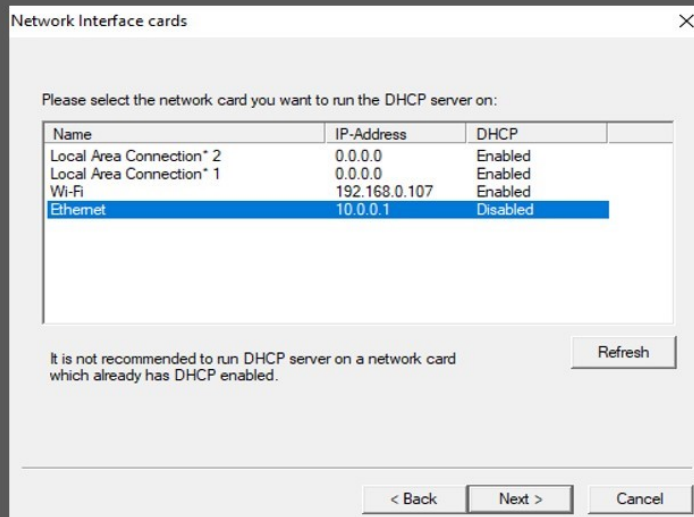 Network Interface cards
Please select the network card you want to run the DHCP server on:
Name IP-Address DHCP
Local Area Connection* 2 0.0.0.0 Enabled
Local Area Connection* 1 0.0.0.0 Enabled
Wi-Fi 192.168.0.107 Enabled
Ethernet 10.0.0.1 Disabled
It is not recommended to run DHCP server on a network card
which already has DHCP enabled.
Refresh
< Back Next > Cancel